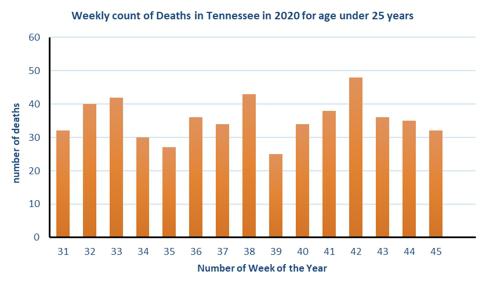 Weekly count of Deaths in Tennessee in 2020 for age under 25 years
number of deaths
60
50
40
30
20
10
0
31 32 33 34 35 36 37 38 39 40 41 42 43 44 45
Number of Week of the Year